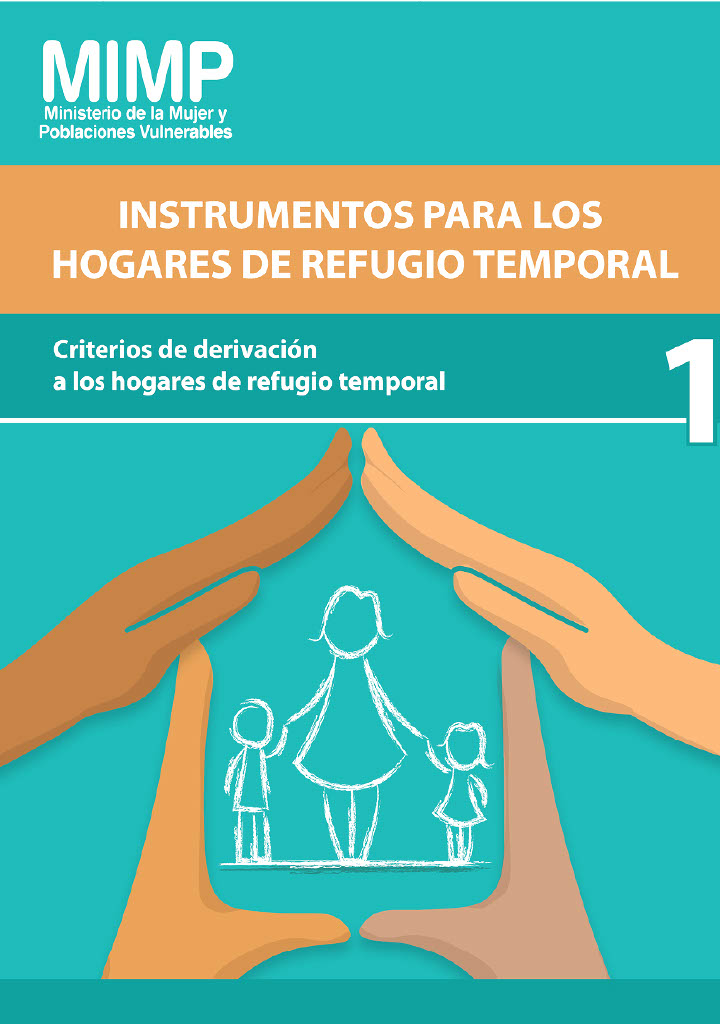 MIMP
Ministerio de la Mujer y
Poblaciones Vulnerables
INSTRUMENTOS PARA LOS
HOGARES DE REFUGIO TEMPORAL
Criterios de derivación
a los hogares de refugio temporal
1